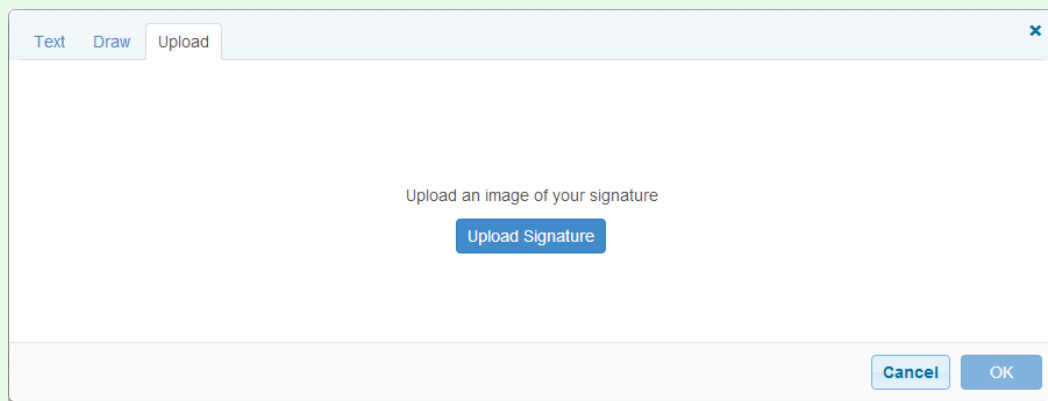 Text Draw Upload ×
Upload an image of your signature
Upload Signature
Cancel OK